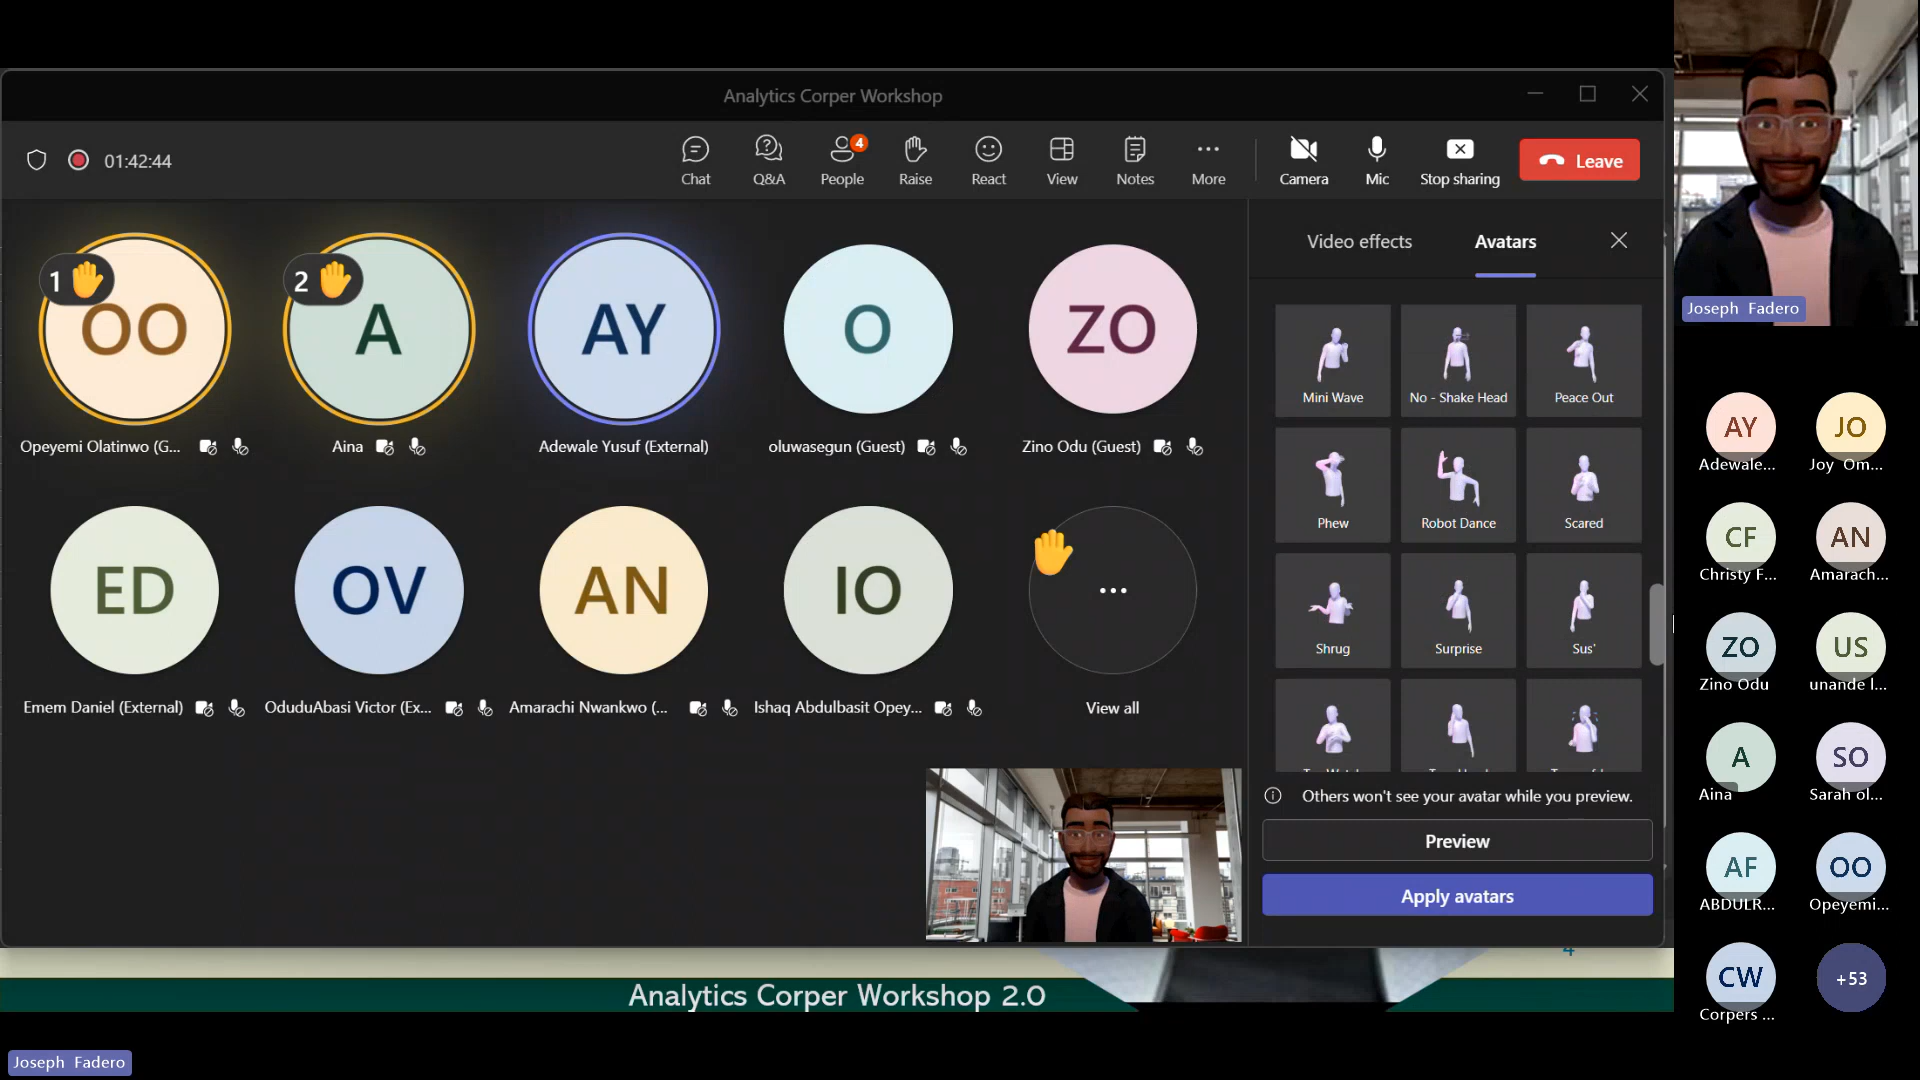 Analytics Corper Workshop
01:42:44
Chat
Q&A
4
People
Raise
React
View
Notes
More
Camera
Mic
Stop sharing
Leave
Video effects
Avatars
1
OO
2
A
AY
O
ZO
Opeyemi Olatinwo (G...
Aina
Adewale Yusuf (External)
oluwasegun (Guest)
Zino Odu (Guest)
ED
OV
AN
IO
...
Emem Daniel (External)
OduduAbasi Victor (Ex...
Amarachi Nwankwo (...
Ishaq Abdulbasit Opey...
View all
Mini Wave
No - Shake Head
Peace Out
Phew
Robot Dance
Scared
Shrug
Surprise
Sus'
Others won't see your avatar while you preview.
Preview
Apply avatars
4
Analytics Corper Workshop 2.0
Joseph Fadero
Joseph Fadero
AY
JO
Adewale...
Joy Om...
CF
AN
Christy F...
Amarach...
ZO
US
Zino Odu
unande l...
A
SO
Aina
Sarah ol...
AF
OO
ABDULR...
Opeyemi...
CW
+53
Corpers ...